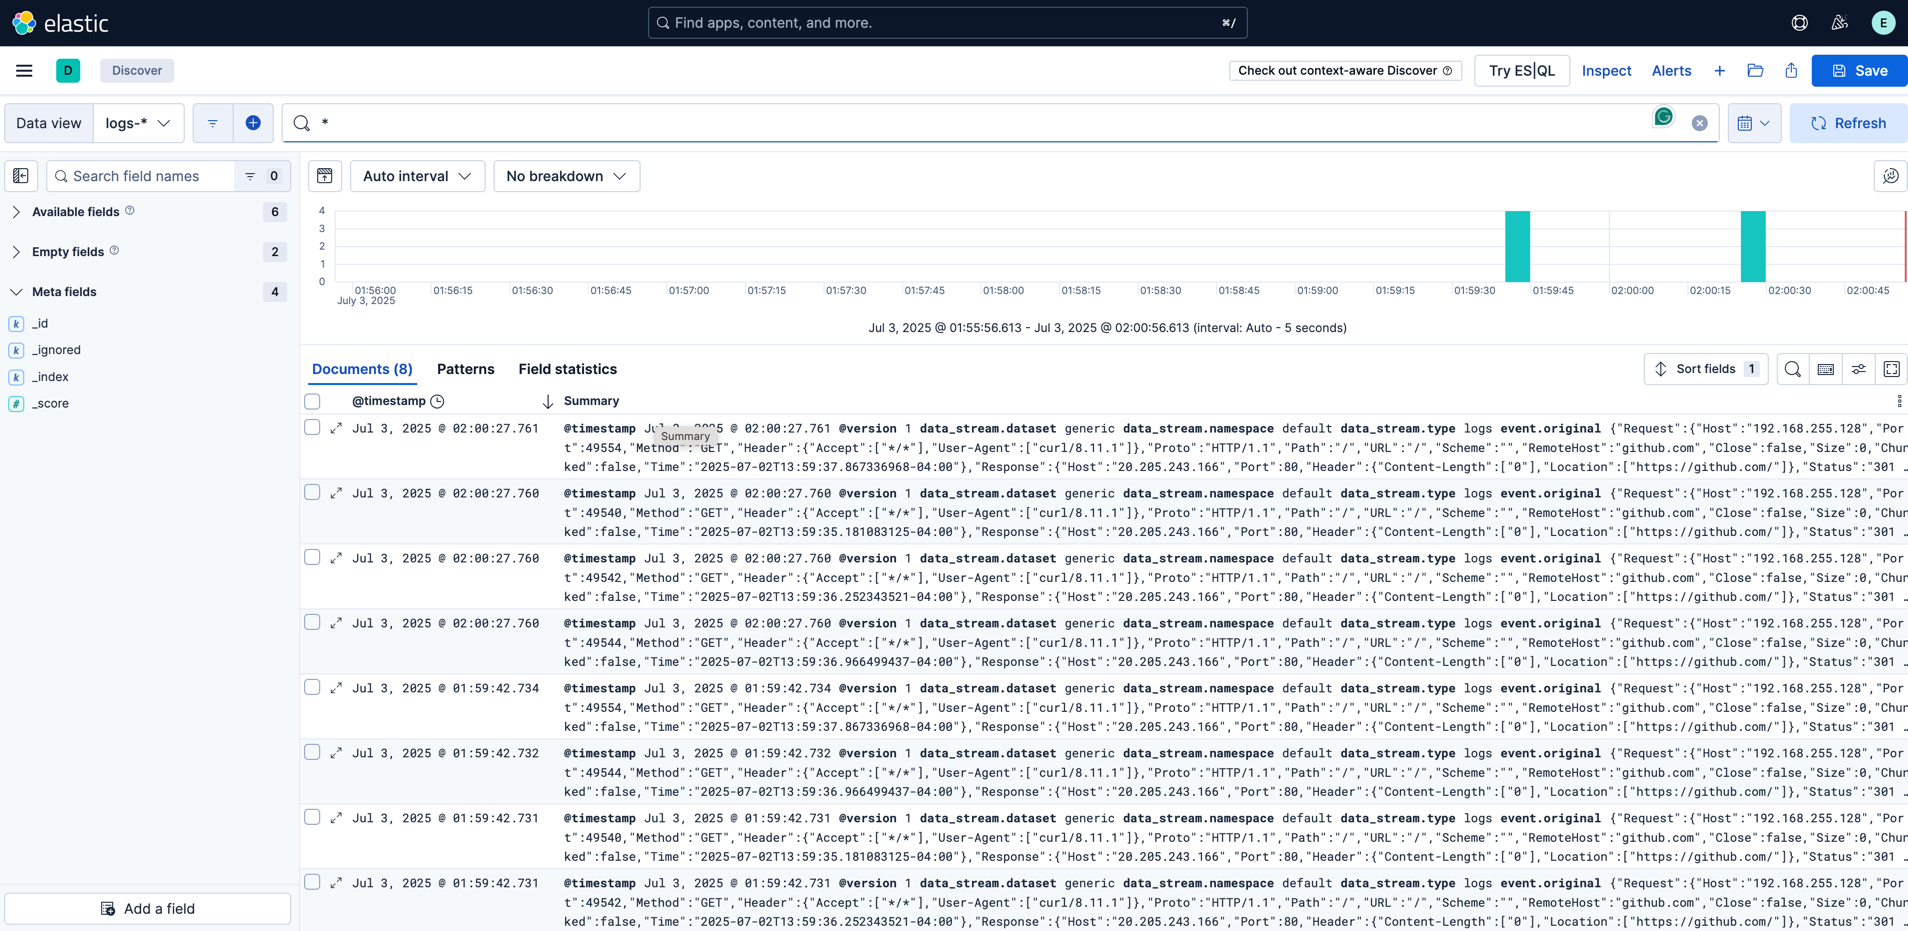 elastic
Find apps, content, and more.
⌘/
E
D
Discover
Check out context-aware Discover
Try ES|QL
Inspect
Alerts
Save
Data view
logs-*
*
Refresh
Search field names
0
Auto interval
No breakdown
Available fields
6
Empty fields
2
Meta fields
4
_id
_ignored
_index
_score
Add a field
4
3
2
1
0
01:56:00 01:56:15 01:56:30 01:56:45 01:57:00 01:57:15 01:57:30 01:57:45 01:58:00 01:58:15 01:58:30 01:58:45 01:59:00 01:59:15 01:59:30 01:59:45 02:00:00 02:00:15 02:00:30 02:00:45
July 3, 2025
Jul 3, 2025 @ 01:55:56.613 - Jul 3, 2025 @ 02:00:56.613 (interval: Auto - 5 seconds)
Documents (8) Patterns Field statistics
Sort fields 1
@timestamp Summary
Summary
Jul 3, 2025 @ 02:00:27.761 @timestamp Jul 3, 2025 @ 02:00:27.761 @version 1 data_stream.dataset generic data_stream.namespace default data_stream.type logs event.original {"Request":{"Host":"192.168.255.128","Por
t":49554,"Method":"GET","Header":{"Accept":["*/*"],"User-Agent":["curl/8.11.1"]},"Proto":"HTTP/1.1","Path":"/","URL":"/","Scheme":"","RemoteHost":"github.com","Close":false,"Size":0,"Chun
ked":false,"Time":"2025-07-02T13:59:37.867336968-04:00"},"Response":{"Host":"20.205.243.166","Port":80,"Header":{"Content-Length":["0"],"Location":["https://github.com/"]},"Status":"301 …
Jul 3, 2025 @ 02:00:27.760 @timestamp Jul 3, 2025 @ 02:00:27.760 @version 1 data_stream.dataset generic data_stream.namespace default data_stream.type logs event.original {"Request":{"Host":"192.168.255.128","Por
t":49540,"Method":"GET","Header":{"Accept":["*/*"],"User-Agent":["curl/8.11.1"]},"Proto":"HTTP/1.1","Path":"/","URL":"/","Scheme":"","RemoteHost":"github.com","Close":false,"Size":0,"Chun
ked":false,"Time":"2025-07-02T13:59:35.181083125-04:00"},"Response":{"Host":"20.205.243.166","Port":80,"Header":{"Content-Length":["0"],"Location":["https://github.com/"]},"Status":"301 …
Jul 3, 2025 @ 02:00:27.760 @timestamp Jul 3, 2025 @ 02:00:27.760 @version 1 data_stream.dataset generic data_stream.namespace default data_stream.type logs event.original {"Request":{"Host":"192.168.255.128","Por
t":49542,"Method":"GET","Header":{"Accept":["*/*"],"User-Agent":["curl/8.11.1"]},"Proto":"HTTP/1.1","Path":"/","URL":"/","Scheme":"","RemoteHost":"github.com","Close":false,"Size":0,"Chun
ked":false,"Time":"2025-07-02T13:59:36.252343521-04:00"},"Response":{"Host":"20.205.243.166","Port":80,"Header":{"Content-Length":["0"],"Location":["https://github.com/"]},"Status":"301 …
Jul 3, 2025 @ 02:00:27.760 @timestamp Jul 3, 2025 @ 02:00:27.760 @version 1 data_stream.dataset generic data_stream.namespace default data_stream.type logs event.original {"Request":{"Host":"192.168.255.128","Por
t":49544,"Method":"GET","Header":{"Accept":["*/*"],"User-Agent":["curl/8.11.1"]},"Proto":"HTTP/1.1","Path":"/","URL":"/","Scheme":"","RemoteHost":"github.com","Close":false,"Size":0,"Chun
ked":false,"Time":"2025-07-02T13:59:36.966499437-04:00"},"Response":{"Host":"20.205.243.166","Port":80,"Header":{"Content-Length":["0"],"Location":["https://github.com/"]},"Status":"301 …
Jul 3, 2025 @ 01:59:42.734 @timestamp Jul 3, 2025 @ 01:59:42.734 @version 1 data_stream.dataset generic data_stream.namespace default data_stream.type logs event.original {"Request":{"Host":"192.168.255.128","Por
t":49554,"Method":"GET","Header":{"Accept":["*/*"],"User-Agent":["curl/8.11.1"]},"Proto":"HTTP/1.1","Path":"/","URL":"/","Scheme":"","RemoteHost":"github.com","Close":false,"Size":0,"Chun
ked":false,"Time":"2025-07-02T13:59:37.867336968-04:00"},"Response":{"Host":"20.205.243.166","Port":80,"Header":{"Content-Length":["0"],"Location":["https://github.com/"]},"Status":"301 …
Jul 3, 2025 @ 01:59:42.732 @timestamp Jul 3, 2025 @ 01:59:42.732 @version 1 data_stream.dataset generic data_stream.namespace default data_stream.type logs event.original {"Request":{"Host":"192.168.255.128","Por
t":49544,"Method":"GET","Header":{"Accept":["*/*"],"User-Agent":["curl/8.11.1"]},"Proto":"HTTP/1.1","Path":"/","URL":"/","Scheme":"","RemoteHost":"github.com","Close":false,"Size":0,"Chun
ked":false,"Time":"2025-07-02T13:59:36.966499437-04:00"},"Response":{"Host":"20.205.243.166","Port":80,"Header":{"Content-Length":["0"],"Location":["https://github.com/"]},"Status":"301 …
Jul 3, 2025 @ 01:59:42.731 @timestamp Jul 3, 2025 @ 01:59:42.731 @version 1 data_stream.dataset generic data_stream.namespace default data_stream.type logs event.original {"Request":{"Host":"192.168.255.128","Por
t":49540,"Method":"GET","Header":{"Accept":["*/*"],"User-Agent":["curl/8.11.1"]},"Proto":"HTTP/1.1","Path":"/","URL":"/","Scheme":"","RemoteHost":"github.com","Close":false,"Size":0,"Chun
ked":false,"Time":"2025-07-02T13:59:35.181083125-04:00"},"Response":{"Host":"20.205.243.166","Port":80,"Header":{"Content-Length":["0"],"Location":["https://github.com/"]},"Status":"301 …
Jul 3, 2025 @ 01:59:42.731 @timestamp Jul 3, 2025 @ 01:59:42.731 @version 1 data_stream.dataset generic data_stream.namespace default data_stream.type logs event.original {"Request":{"Host":"192.168.255.128","Por
t":49542,"Method":"GET","Header":{"Accept":["*/*"],"User-Agent":["curl/8.11.1"]},"Proto":"HTTP/1.1","Path":"/","URL":"/","Scheme":"","RemoteHost":"github.com","Close":false,"Size":0,"Chun
ked":false,"Time":"2025-07-02T13:59:36.252343521-04:00"},"Response":{"Host":"20.205.243.166","Port":80,"Header":{"Content-Length":["0"],"Location":["https://github.com/"]},"Status":"301 …